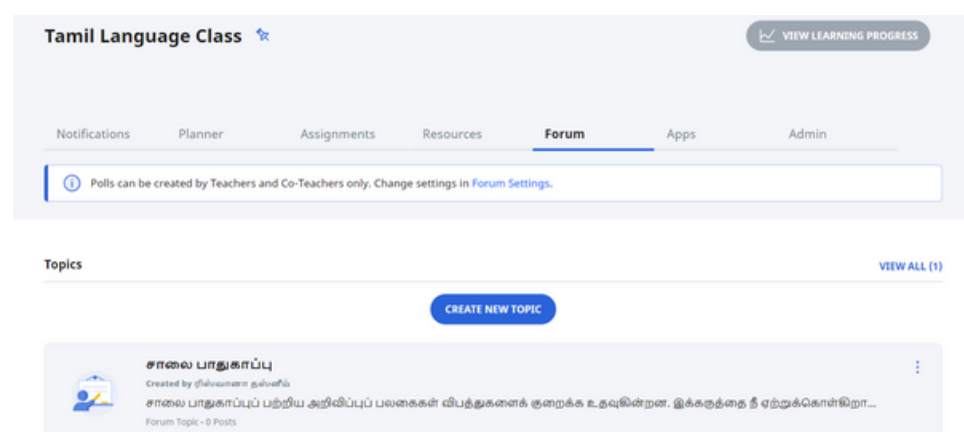 Tamil Language Class
VIEW LEARNING PROGRESS
Notifications Planner Assignments Resources Forum Apps Admin
Polls can be created by Teachers and Co-Teachers only. Change settings in Forum Settings.
Topics
VIEW ALL (1)
CREATE NEW TOPIC
சாலை பாதுகாப்பு
Created by ரிஸ்வானா தஸ்னீம்
சாலை பாதுகாப்புப் பற்றிய அறிவிப்புப் பலகைகள் விபத்துகளைக் குறைக்க உதவுகின்றன. இக்கருத்தை நீ ஏற்றுக்கொள்கிறா...
Forum Topic - 0 Posts